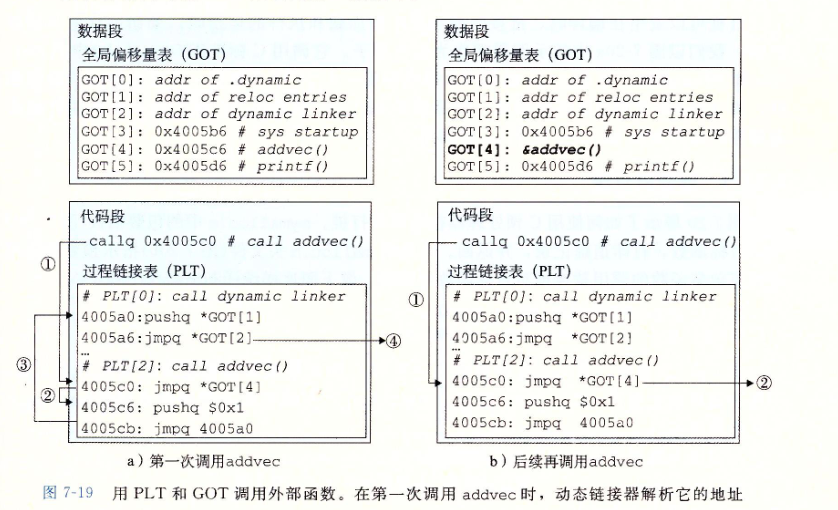 数据段
全局偏移量表（GOT）
GOT[0]: addr of .dynamic
GOT[1]: addr of reloc entries
GOT[2]: addr of dynamic linker
GOT[3]: 0x4005b6 # sys startup
GOT[4]: 0x4005c6 # addvec()
GOT[5]: 0x4005d6 # printf()
代码段
callq 0x4005c0 # call addvec()
①
过程链接表（PLT）
# PLT[0]: call dynamic linker
4005a0:pushq *GOT[1]
4005a6:jmpq *GOT[2]
④
…
③
# PLT[2]: call addvec()
4005c0: jmpq *GOT[4]
②
4005c6: pushq $0x1
4005cb: jmpq 4005a0
a）第一次调用addvec
数据段
全局偏移量表（GOT）
GOT[0]: addr of .dynamic
GOT[1]: addr of reloc entries
GOT[2]: addr of dynamic linker
GOT[3]: 0x4005b6 # sys startup
GOT[4]: &addvec()
GOT[5]: 0x4005d6 # printf()
代码段
callq 0x4005c0 # call addvec()
过程链接表（PLT）
①
# PLT[0]: call dynamic linker
4005a0:pushq *GOT[1]
4005a6:jmpq *GOT[2]
…
# PLT[2]: call addvec()
4005c0: jmpq *GOT[4]
②
4005c6: pushq $0x1
4005cb: jmpq 4005a0
b）后续再调用addvec
图 7-19 用 PLT 和 GOT 调用外部函数。在第一次调用 addvec 时，动态链接器解析它的地址